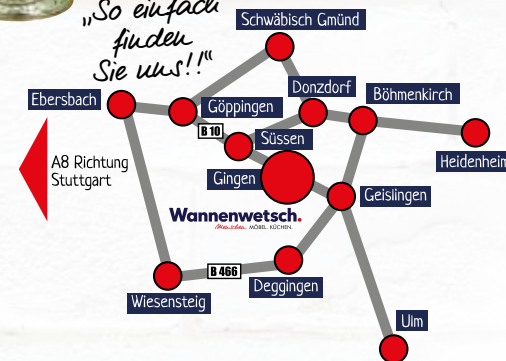 „So einfach
finden
Sie uns!!"
Schwäbisch Gmünd
Ebersbach
Göppingen
Donzdorf
Böhmenkirch
B 10
Süssen
Heidenheim
A8 Richtung
Stuttgart
Gingen
Geislingen
Wannenwetsch.
MÖBEL. KÜCHEN.
B 466
Deggingen
Wiesensteig
Ulm